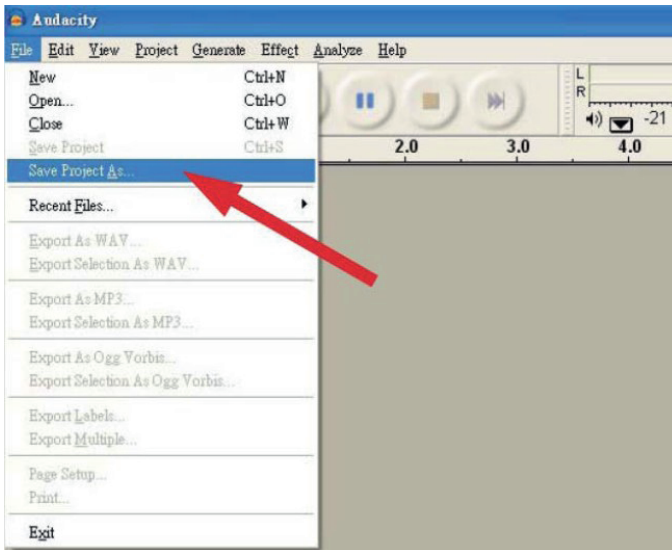 Audacity
File Edit View Project Generate Effect Analyze Help
New Ctrl+N
Open... Ctrl+O
Close Ctrl+W
Save Project Ctrl+S
Save Project As...
Recent Files...
Export As WAV...
Export Selection As WAV...
Export As MP3...
Export Selection As MP3...
Export As Ogg Vorbis...
Export Selection As Ogg Vorbis...
Export Labels...
Export Multiple...
Page Setup...
Print...
Exit
L
R
-21
2.0 3.0 4.0